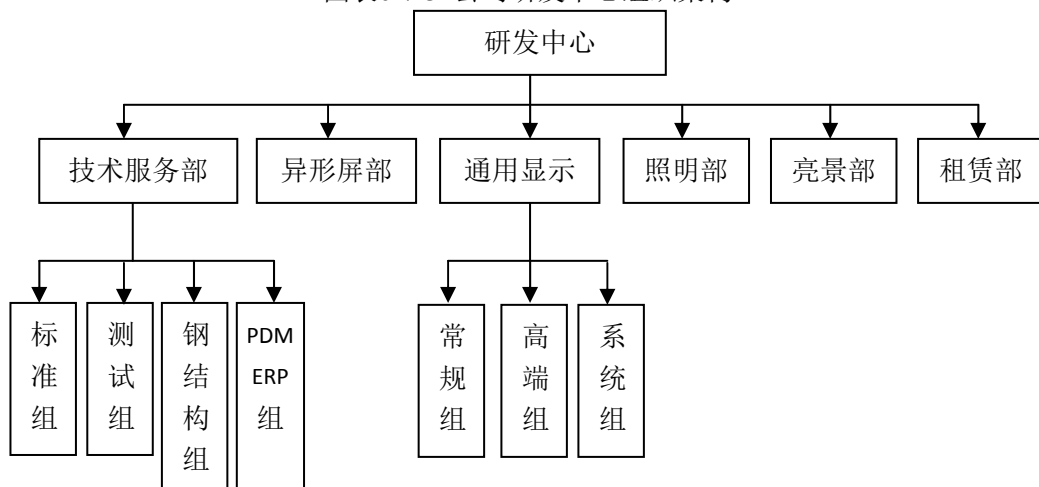 研发中心
技术服务部
异形屏部
通用显示
照明部
亮景部
租赁部
标准组
测试组
钢结构组
PDM
ERP
组
常规组
高端组
系统组